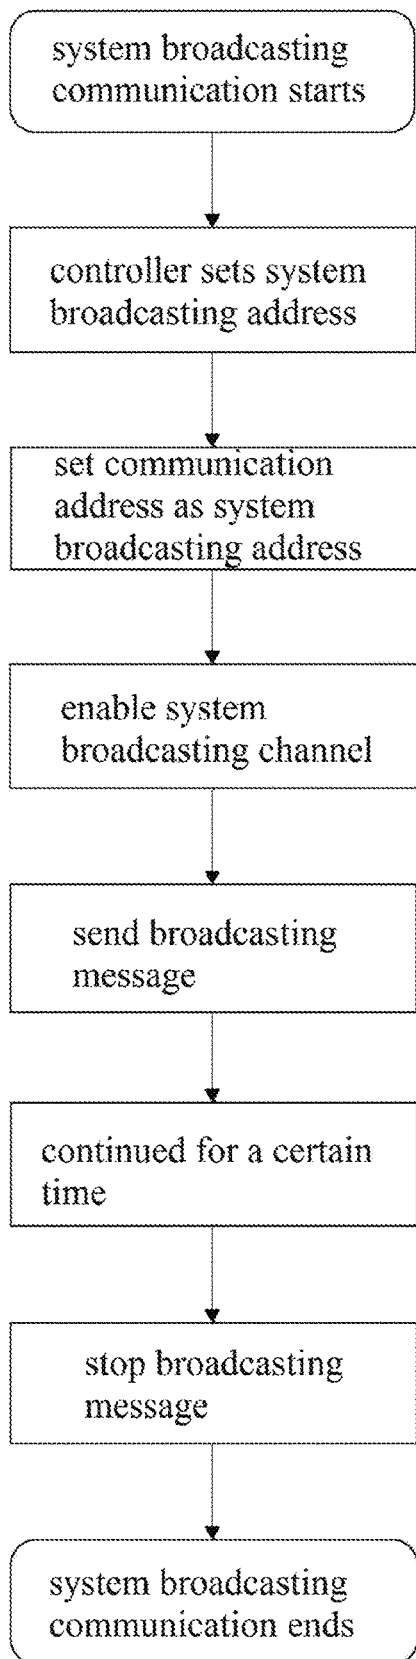 system broadcasting
communication starts
controller sets system
broadcasting address
set communication
address as system
broadcasting address
enable system
broadcasting channel
send broadcasting
message
continued for a certain
time
stop broadcasting
message
system broadcasting
communication ends